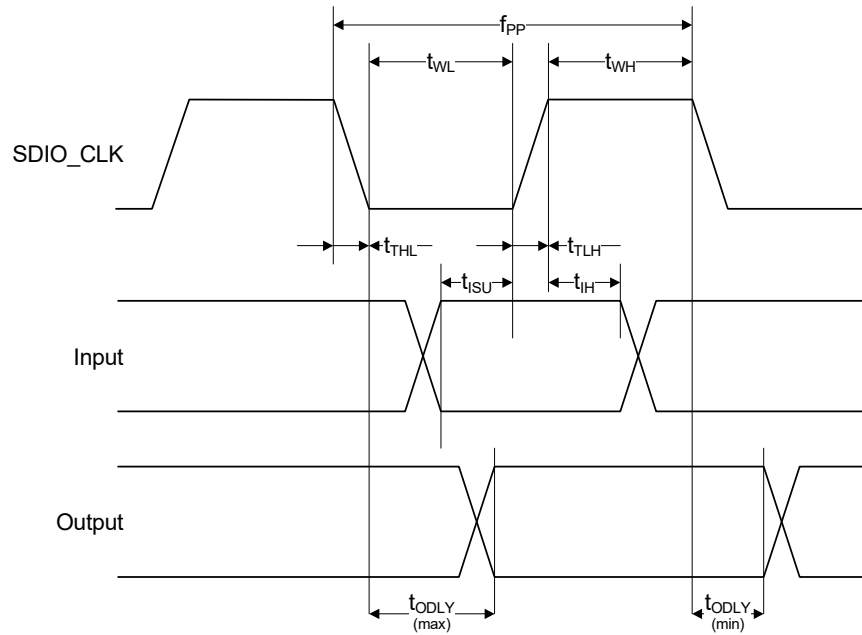 fPP
tWL
tWH
SDIO_CLK
tTHL
tTLH
tISU
tIH
Input
Output
tODLY
(max)
tODLY
(min)